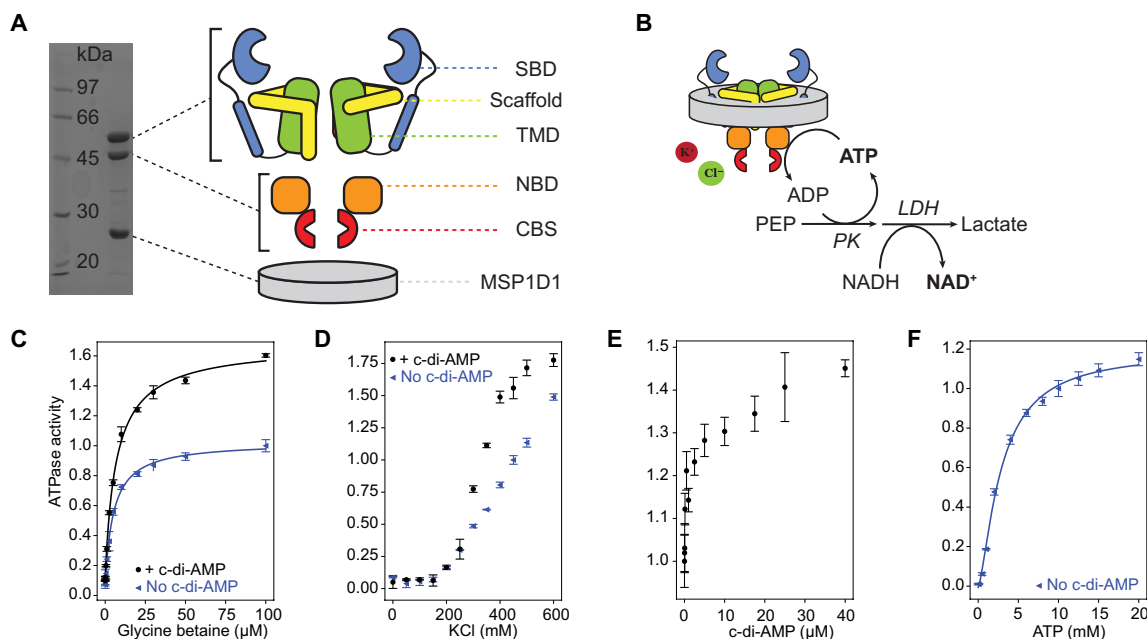 A
kDa
97
66
45
30
20
SBD
Scaffold
TMD
NBD
CBS
MSP1D1
B
K⁺
Cl⁻
ATP
ADP
PEP
PK
LDH
Lactate
NADH
NAD⁺
C
ATPase activity
1.6
1.4
1.2
1.0
0.8
0.6
0.4
0.2
0.0
+ c-di-AMP
No c-di-AMP
0 25 50 75 100
Glycine betaine (µM)
D
+ c-di-AMP
No c-di-AMP
1.75
1.50
1.25
1.00
0.75
0.50
0.25
0.00
0 200 400 600
KCl (mM)
E
1.5
1.4
1.3
1.2
1.1
1.0
0 10 20 30 40
c-di-AMP (µM)
F
1.2
1.0
0.8
0.6
0.4
0.2
0.0
No c-di-AMP
0 5 10 15 20
ATP (mM)